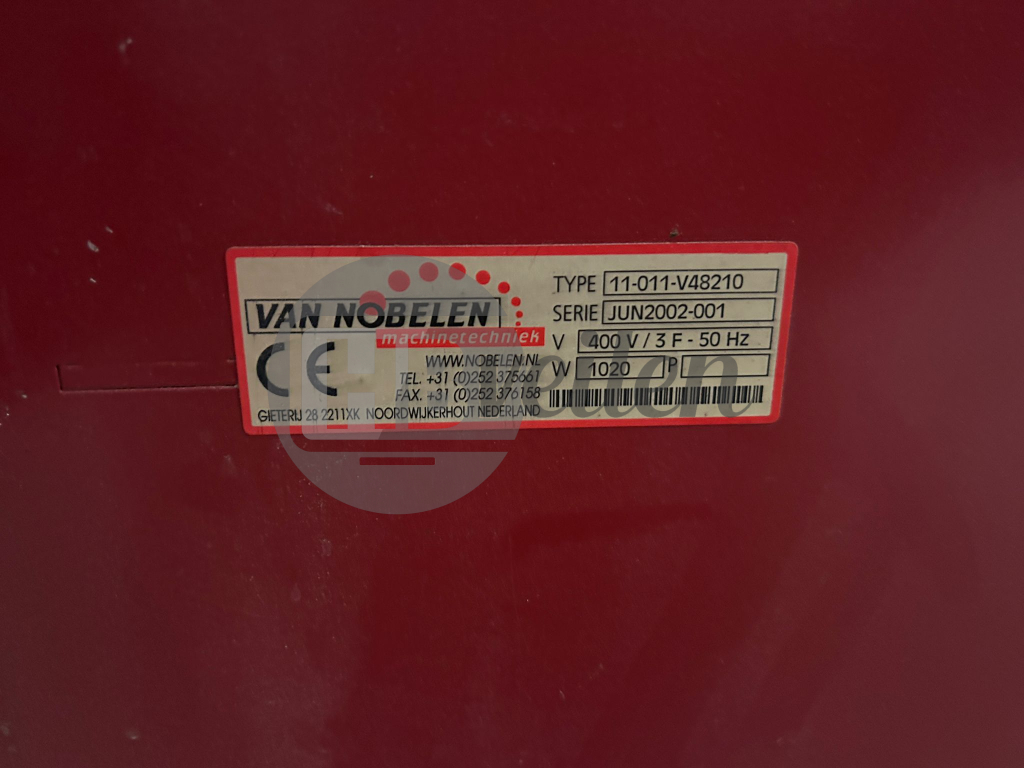 VAN NOBELEN
machinetechniek
CE
WWW.NOBELEN.NL
TEL. +31 (0)252 375661
FAX. +31 (0)252 376158
GIETERIJ 28 2211XK NOORDWIJKERHOUT NEDERLAND
TYPE 11-011-V48210
SERIE JUN2002-001
V 400 V / 3 F - 50 Hz
W 1020 P